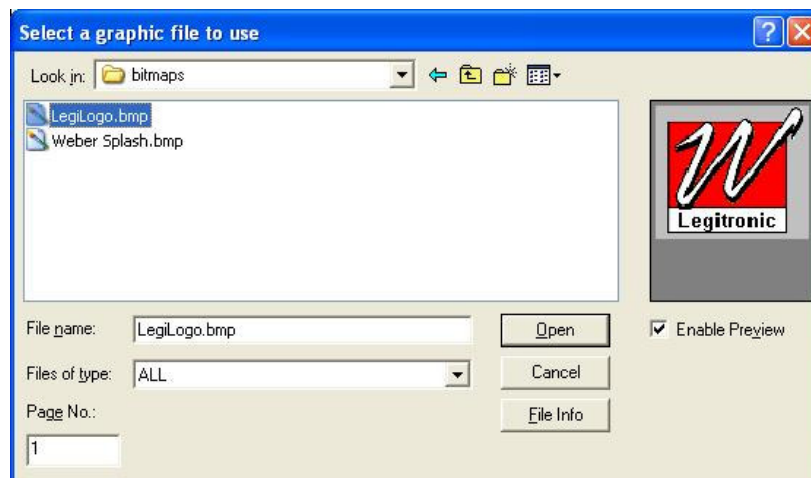 Select a graphic file to use
Look in: bitmaps
LegiLogo.bmp
Weber Splash.bmp
Legitronic
File name: LegiLogo.bmp
Open
Enable Preview
Files of type: ALL
Cancel
Page No.:
File Info
1